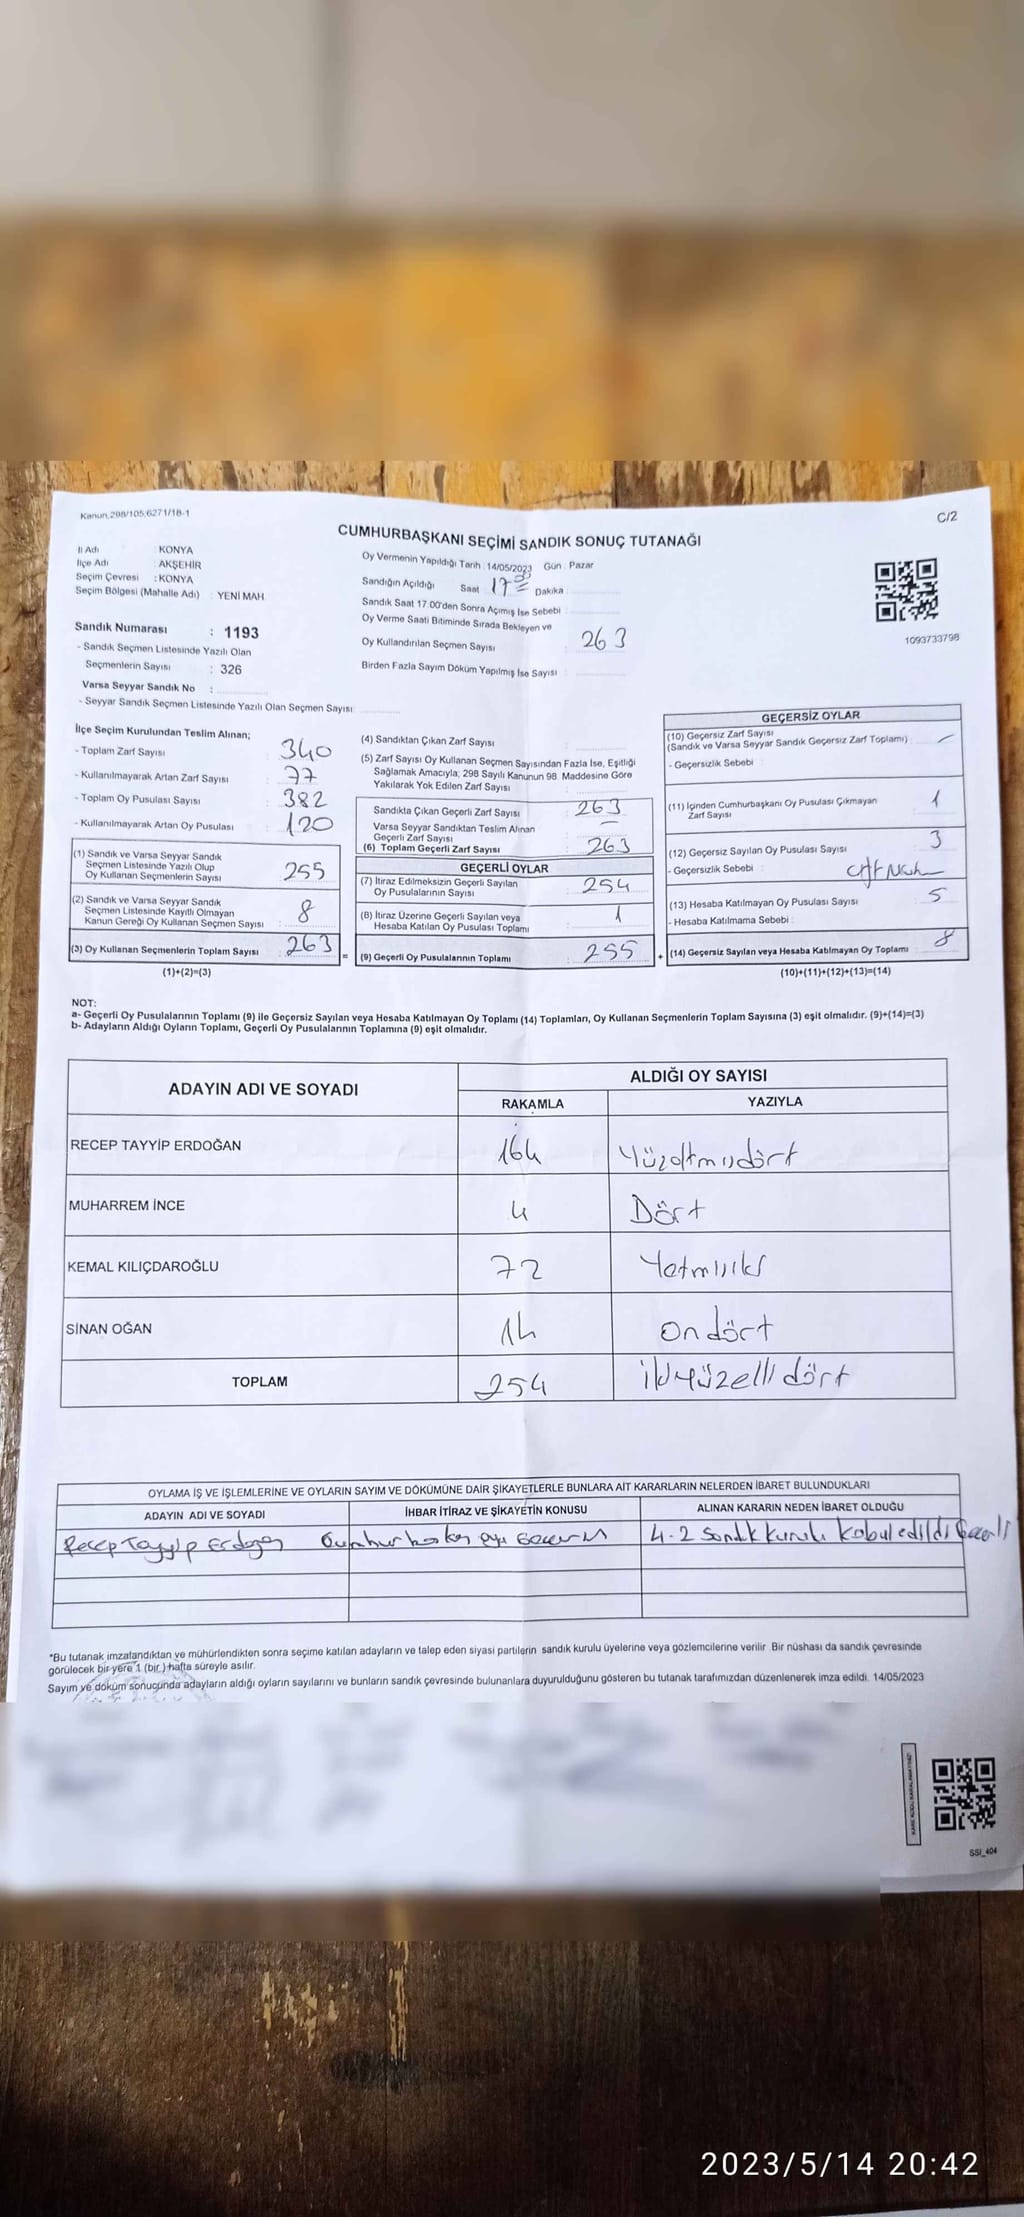 Kanun,298/105,6271/18-1
C/2
CUMHURBAŞKANI SEÇİMİ SANDIK SONUÇ TUTANAĞI
İl Adı : KONYA
İlçe Adı : AKŞEHİR
Seçim Çevresi : KONYA
Seçim Bölgesi (Mahalle Adı) : YENİ MAH
Sandık Numarası : 1193
- Sandık Seçmen Listesinde Yazılı Olan
Seçmenlerin Sayısı : 326
Varsa Seyyar Sandık No :
- Seyyar Sandık Seçmen Listesinde Yazılı Olan Seçmen Sayısı
Oy Vermenin Yapıldığı Tarih : 14/05/2023 Gün : Pazar
Sandığın Açıldığı Saat 17 Dakika
Sandık Saat 17.00'den Sonra Açımış İse Sebebi
Oy Verme Saati Bitiminde Sırada Bekleyen ve
Oy Kullandırılan Seçmen Sayısı 263
Birden Fazla Sayım Döküm Yapılmış İse Sayısı
1093733798
İlçe Seçim Kurulundan Teslim Alınan;
- Toplam Zarf Sayısı 340
- Kullanılmayarak Artan Zarf Sayısı : 77
- Toplam Oy Pusulası Sayısı : 382
- Kullanılmayarak Artan Oy Pusulası : 120
(1) Sandık ve Varsa Seyyar Sandık
Seçmen Listesinde Yazılı Olup
Oy Kullanan Seçmenlerin Sayısı : 255
(2) Sandık ve Varsa Seyyar Sandık
Seçmen Listesinde Kayıtlı Olmayan
Kanun Gereği Oy Kullanan Seçmen Sayısı : 8
(3) Oy Kullanan Seçmenlerin Toplam Sayısı : 263
(1)+(2)=(3)
=
(4) Sandıktan Çıkan Zarf Sayısı
(5) Zarf Sayısı Oy Kullanan Seçmen Sayısından Fazla İse, Eşitliği
Sağlamak Amacıyla; 298 Sayılı Kanunun 98. Maddesine Göre
Yakılarak Yok Edilen Zarf Sayısı
Sandıkta Çıkan Geçerli Zarf Sayısı : 263
Varsa Seyyar Sandıktan Teslim Alınan
Geçerli Zarf Sayısı –
(6) Toplam Geçerli Zarf Sayısı : 263
GEÇERLİ OYLAR
(7) İtiraz Edilmeksizin Geçerli Sayılan
Oy Pusulalarının Sayısı : 254
(8) İtiraz Üzerine Geçerli Sayılan veya
Hesaba Katılan Oy Pusulası Toplamı : 1
(9) Geçerli Oy Pusulalarının Toplamı : 255
+
GEÇERSİZ OYLAR
(10) Geçersiz Zarf Sayısı
(Sandık ve Varsa Seyyar Sandık Geçersiz Zarf Toplamı) : –
- Geçersizlik Sebebi :
(11) İçinden Cumhurbaşkanı Oy Pusulası Çıkmayan
Zarf Sayısı 1
(12) Geçersiz Sayılan Oy Pusulası Sayısı 3
- Geçersizlik Sebebi :
(13) Hesaba Katılmayan Oy Pusulası Sayısı 5
- Hesaba Katılmama Sebebi :
(14) Geçersiz Sayılan veya Hesaba Katılmayan Oy Toplamı : 8
(10)+(11)+(12)+(13)=(14)
NOT:
a- Geçerli Oy Pusulalarının Toplamı (9) ile Geçersiz Sayılan veya Hesaba Katılmayan Oy Toplamı (14) Toplamları, Oy Kullanan Seçmenlerin Toplam Sayısına (3) eşit olmalıdır. (9)+(14)=(3)
b- Adayların Aldığı Oyların Toplamı, Geçerli Oy Pusulalarının Toplamına (9) eşit olmalıdır.
ADAYIN ADI VE SOYADI ALDIĞI OY SAYISI
RAKAMLA YAZIYLA
RECEP TAYYİP ERDOĞAN 164 Yüzaltmışdört
MUHARREM İNCE 4 Dört
KEMAL KILIÇDAROĞLU 72 Yetmişiki
SİNAN OĞAN 14 Ondört
TOPLAM 254 ikiyüzellidört
OYLAMA İŞ VE İŞLEMLERİNE VE OYLARIN SAYIM VE DÖKÜMÜNE DAİR ŞİKAYETLERLE BUNLARA AİT KARARLARIN NELERDEN İBARET BULUNDUKLARI
ADAYIN ADI VE SOYADI İHBAR İTİRAZ VE ŞİKAYETİN KONUSU ALINAN KARARIN NEDEN İBARET OLDUĞU
Recep Tayyip Erdoğan 4-2 Sandık kurulu kabul edildi Geçerli
*Bu tutanak imzalandıktan ve mühürlendikten sonra seçime katılan adayların ve talep eden siyasi partilerin sandık kurulu üyelerine veya gözlemcilerine verilir Bir nüshası da sandık çevresinde
görülecek bir yere 1 (bir ) hafta süreyle asılır.
Sayım ve döküm sonucunda adayların aldığı oyların sayılarını ve bunların sandık çevresinde bulunanlara duyurulduğunu gösteren bu tutanak tarafımızdan düzenlenerek imza edildi. 14/05/2023
SSI_404
2023/5/14 20:42